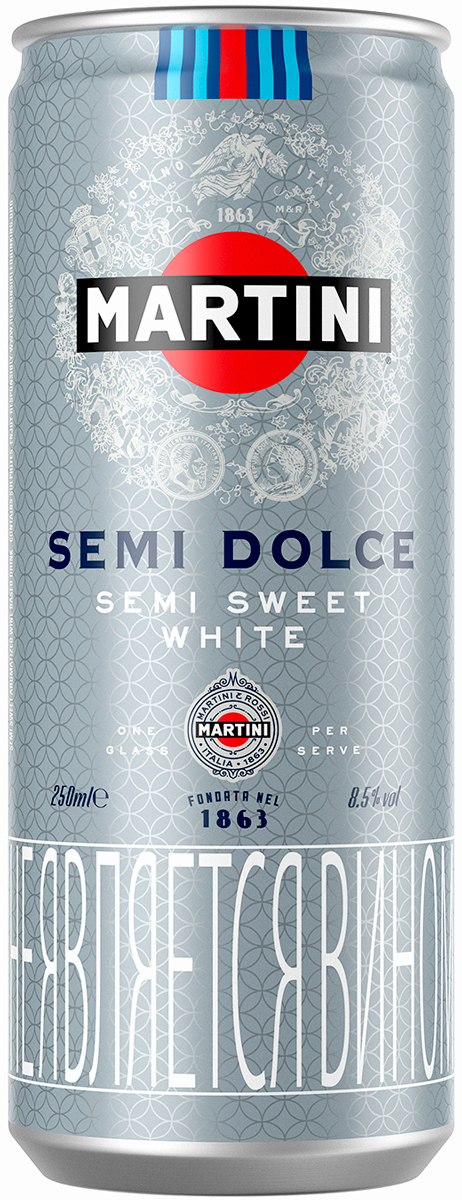 TORINO ITALIA
DAL 1863 M&R
MARTINI
SEMI DOLCE
SEMI SWEET
WHITE
MARTINI & ROSSI
ONE PER
MARTINI
GLASS SERVE
ITALIA • 1863
250ml℮ 8.5% vol
FONDATA NEL
1863
НЕ ЯВЛЯЕТСЯ ВИНОМ